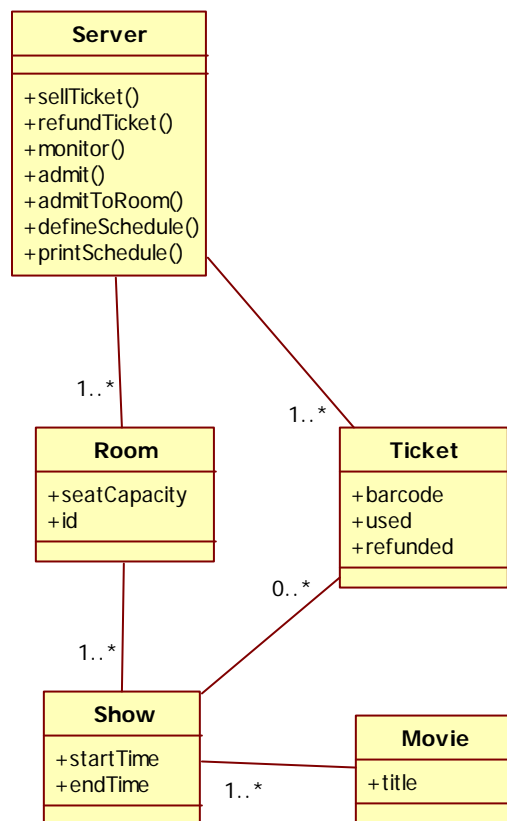 Server
+sellTicket()
+refundTicket()
+monitor()
+admit()
+admitToRoom()
+defineSchedule()
+printSchedule()
1..*
1..*
Room
+seatCapacity
+id
Ticket
+barcode
+used
+refunded
0..*
1..*
Show
+startTime
+endTime
1..*
Movie
+title